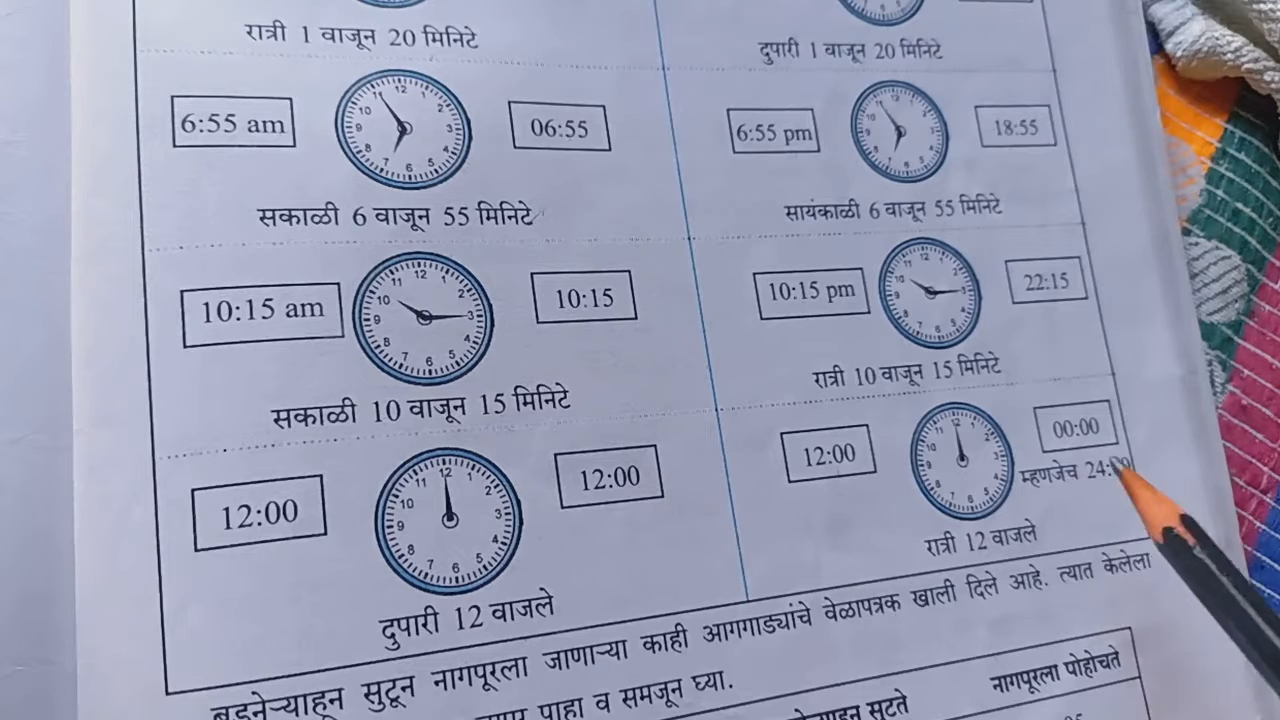 रात्री 1 वाजून 20 मिनिटे
दुपारी 1 वाजून 20 मिनिटे
6:55 am
06:55
6:55 pm
18:55
सकाळी 6 वाजून 55 मिनिटे
सायंकाळी 6 वाजून 55 मिनिटे
10:15 am
10:15
10:15 pm
22:15
सकाळी 10 वाजून 15 मिनिटे
रात्री 10 वाजून 15 मिनिटे
12:00
12:00
12:00
00:00
म्हणजेच
दुपारी 12 वाजले
रात्री 12 वाजले
बडनेऱ्याहून सुटून नागपूरला जाणाऱ्या काही आगगाड्यांचे वेळापत्रक खाली दिले आहे. त्यात केलेला
पाहा व समजून घ्या.
सुटते
नागपूरला पोहोचते